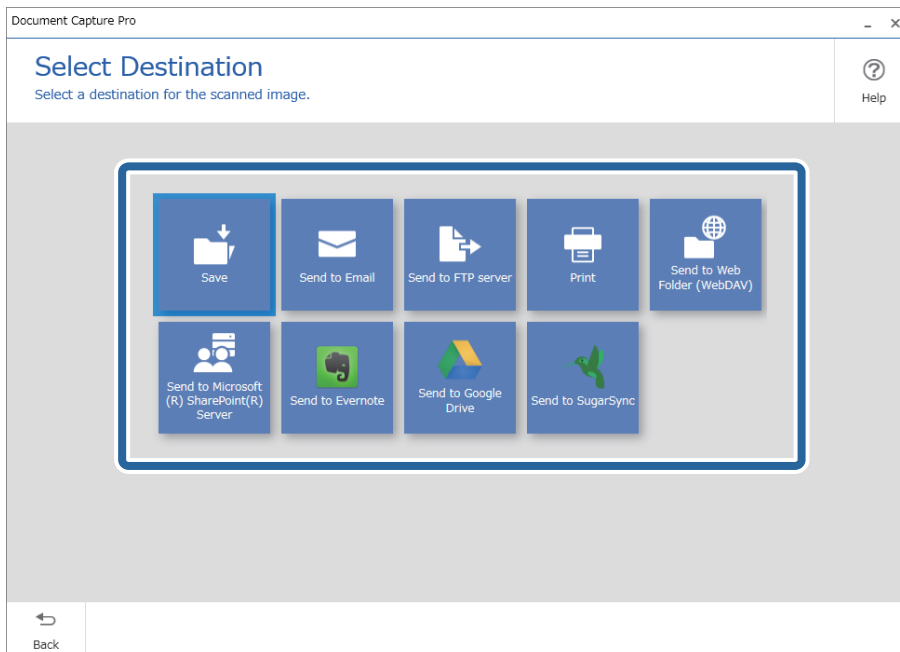 Document Capture Pro
Select Destination
Select a destination for the scanned image.
Help
Save
Send to Email
Send to FTP server
Print
Send to Web
Folder (WebDAV)
Send to Microsoft
(R) SharePoint(R)
Server
Send to Evernote
Send to Google
Drive
Send to SugarSync
Back